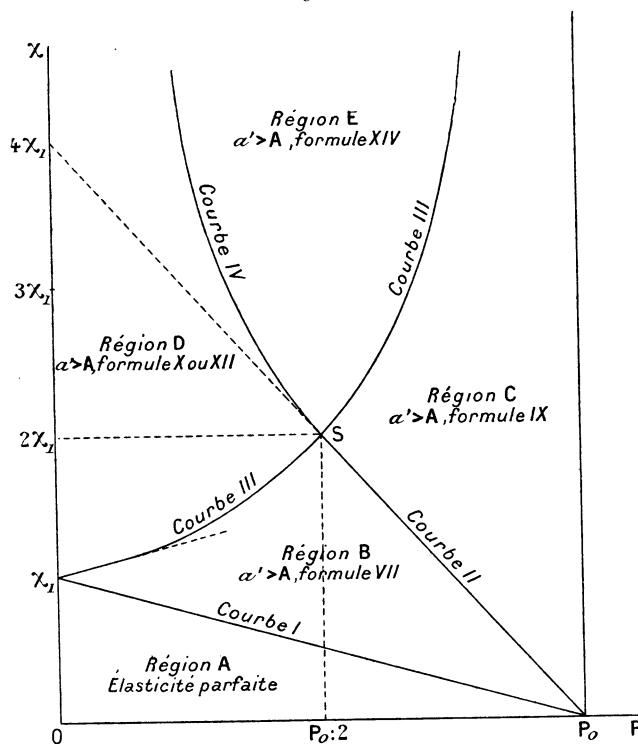 χ
Région E
α'>A, formule XIV
4χ₁
Courbe IV
Courbe III
3χ₁
Région D
α'>A, formule X ou XII
Région C
α'>A, formule IX
2χ₁
S
Courbe III
Courbe II
Région B
α'>A, formule VII
χ₁
Courbe I
Région A
Élasticité parfaite
0
P₀:2
P₀
P